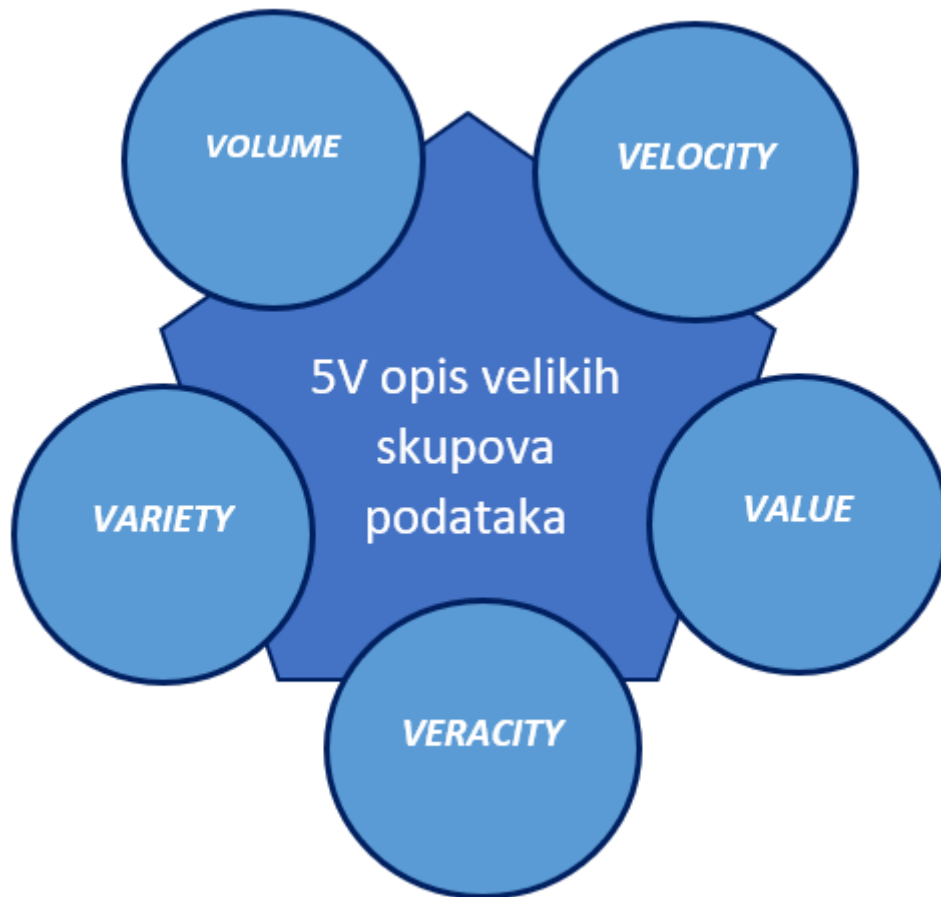 VOLUME
VELOCITY
5V opis velikih
skupova
podataka
VARIETY
VALUE
VERACITY